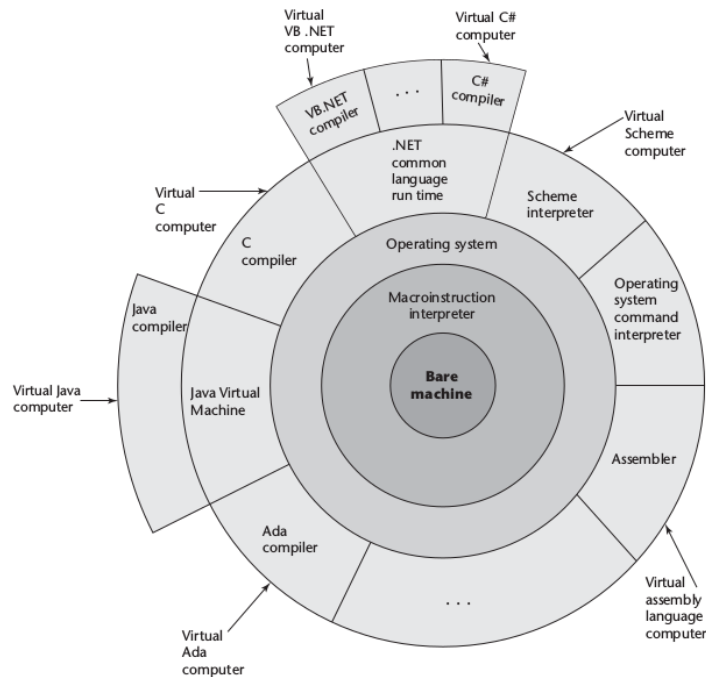 Virtual
VB .NET
computer
Virtual C#
computer
VB.NET
compiler
. . .
C#
compiler
Virtual
Scheme
computer
.NET
common
language
run time
Virtual
C
computer
Scheme
interpreter
C
compiler
Operating system
Operating
system
command
interpreter
Macroinstruction
interpreter
Java
compiler
Bare
machine
Virtual Java
computer
Java Virtual
Machine
Assembler
Ada
compiler
. . .
Virtual
assembly
language
computer
Virtual
Ada
computer